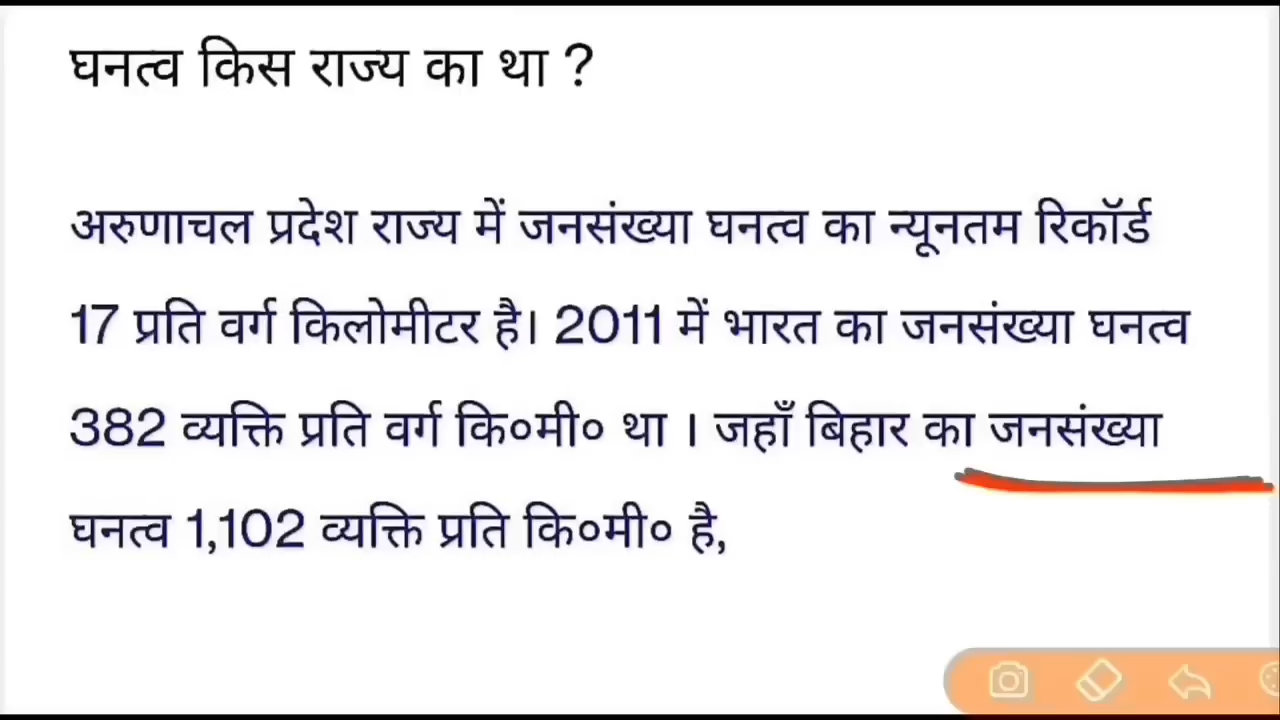 घनत्व किस राज्य का था ?
अरुणाचल प्रदेश राज्य में जनसंख्या घनत्व का न्यूनतम रिकॉर्ड
17 प्रति वर्ग किलोमीटर है। 2011 में भारत का जनसंख्या घनत्व
382 व्यक्ति प्रति वर्ग कि०मी० था । जहाँ बिहार का जनसंख्या
घनत्व 1,102 व्यक्ति प्रति कि०मी० है,